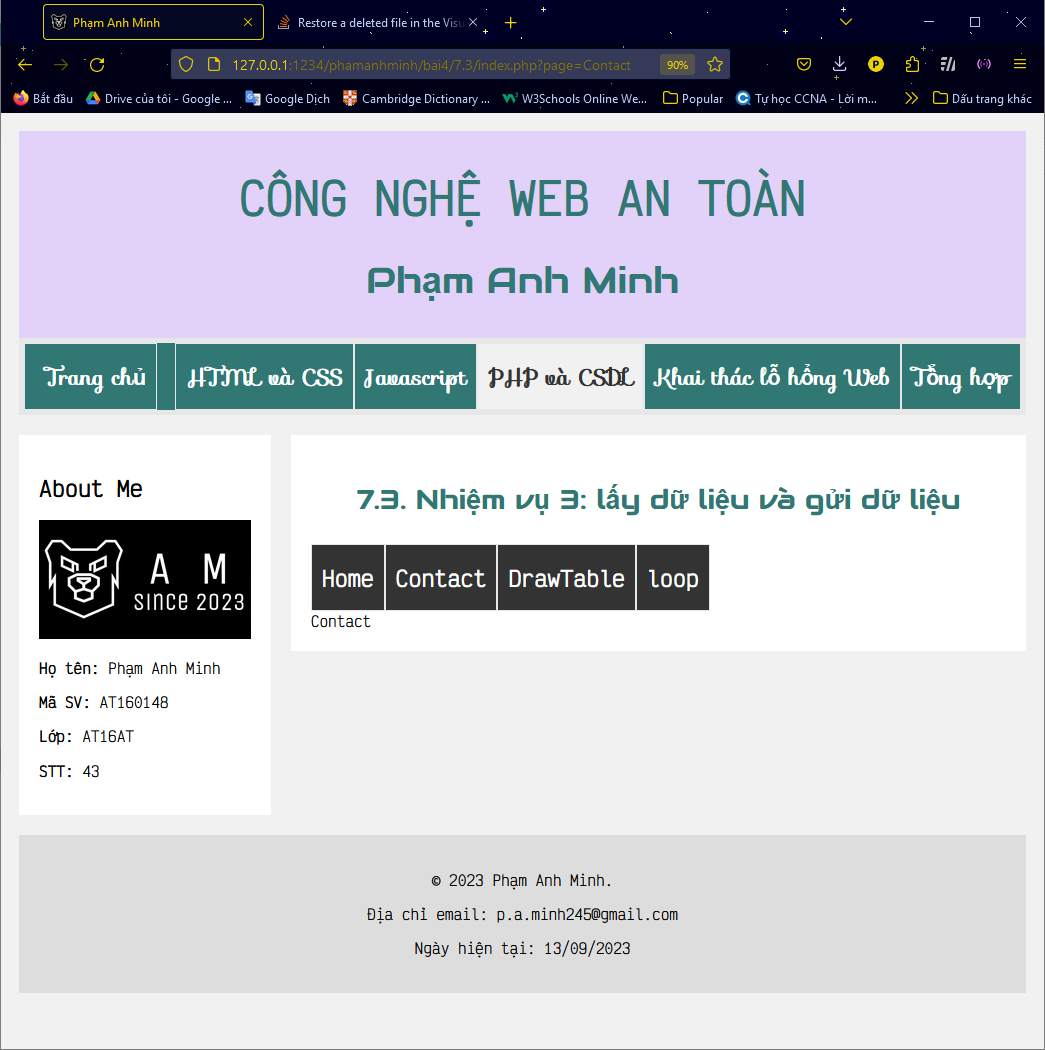 Phạm Anh Minh
Restore a deleted file in the Visu
127.0.0.1:1234/phamanhminh/bai4/7.3/index.php?page=Contact
90%
P
Bắt đầu
Drive của tôi - Google ...
Google Dịch
Cambridge Dictionary ...
W3Schools Online We...
Popular
Tự học CCNA - Lời m...
Dấu trang khác
CÔNG NGHỆ WEB AN TOÀN
Phạm Anh Minh
Trang chủ
HTML và CSS
Javascript
PHP và CSDL
Khai thác lỗ hổng Web
Tổng hợp
About Me
A M
since 2023
Họ tên: Phạm Anh Minh
Mã SV: AT160148
Lớp: AT16AT
STT: 43
7.3. Nhiệm vụ 3: lấy dữ liệu và gửi dữ liệu
Home
Contact
DrawTable
loop
Contact
© 2023 Phạm Anh Minh.
Địa chỉ email: p.a.minh245@gmail.com
Ngày hiện tại: 13/09/2023